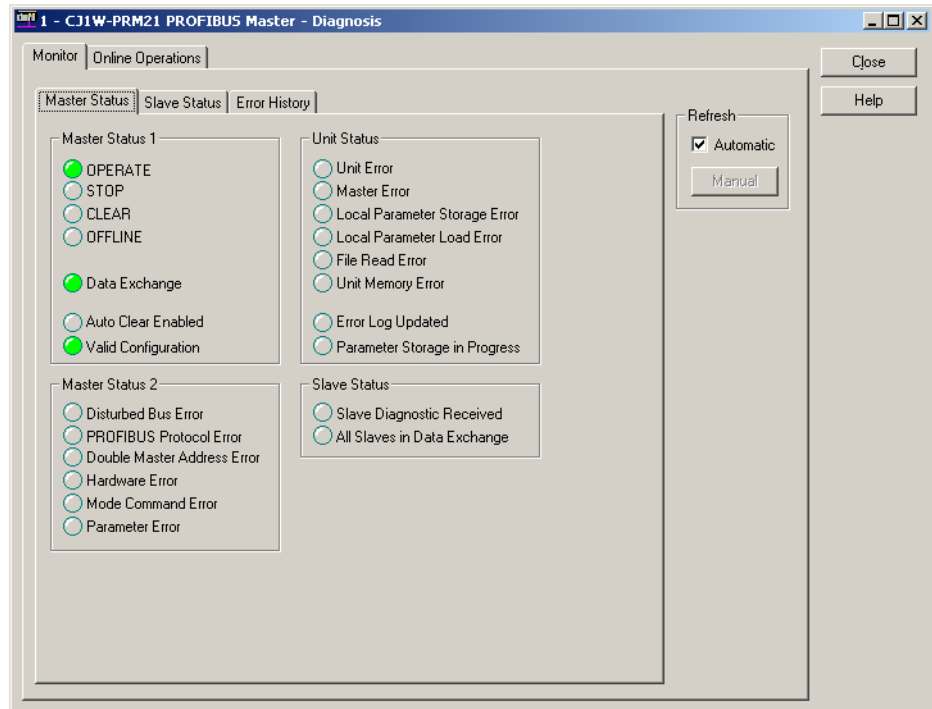 1 - CJ1W-PRM21 PROFIBUS Master - Diagnosis
Monitor
Online Operations
Close
Help
Master Status
Slave Status
Error History
Refresh
Automatic
Manual
Master Status 1
OPERATE
STOP
CLEAR
OFFLINE
Data Exchange
Auto Clear Enabled
Valid Configuration
Unit Status
Unit Error
Master Error
Local Parameter Storage Error
Local Parameter Load Error
File Read Error
Unit Memory Error
Error Log Updated
Parameter Storage in Progress
Master Status 2
Disturbed Bus Error
PROFIBUS Protocol Error
Double Master Address Error
Hardware Error
Mode Command Error
Parameter Error
Slave Status
Slave Diagnostic Received
All Slaves in Data Exchange